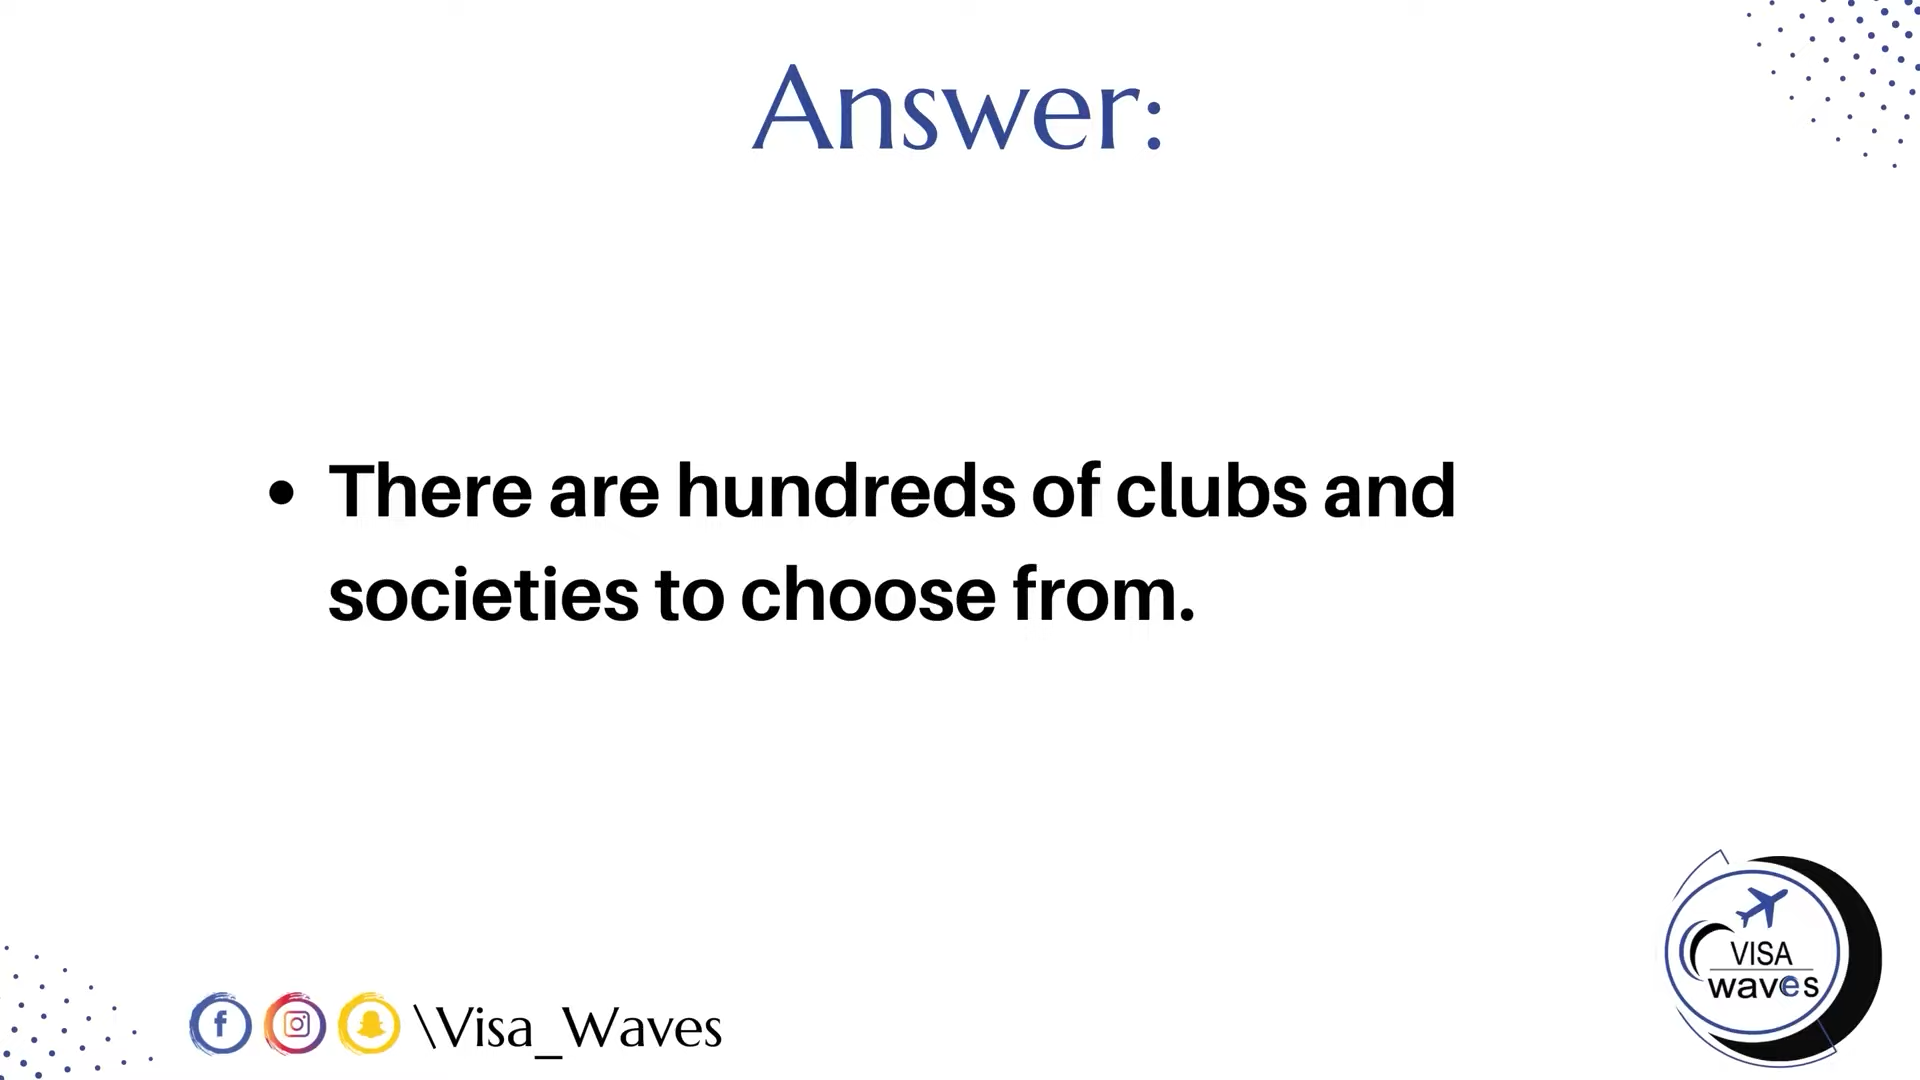 Answer:
• There are hundreds of clubs and
societies to choose from.
VISA
waves
\Visa_Waves